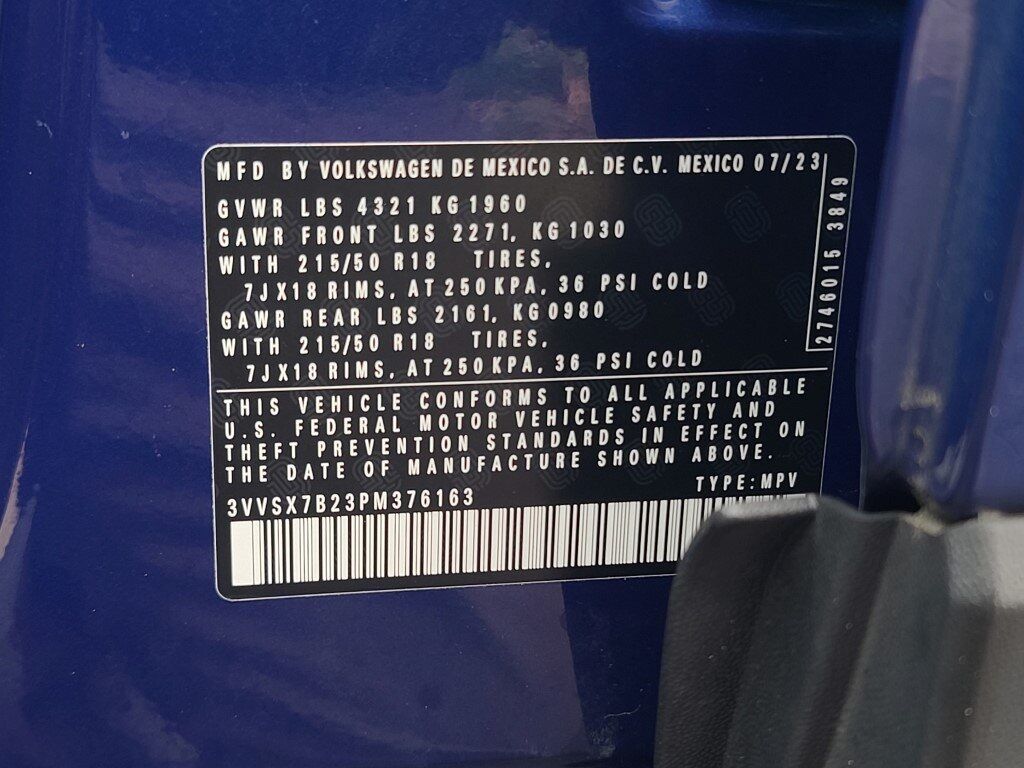 MFD BY VOLKSWAGEN DE MEXICO S.A. DE C.V. MEXICO 07/23
GVWR LBS 4321 KG 1960
GAWR FRONT LBS 2271, KG 1030
WITH 215/50 R18 TIRES,
7JX18 RIMS, AT 250 KPA, 36 PSI COLD
GAWR REAR LBS 2161, KG 0980
WITH 215/50 R18 TIRES,
7JX18 RIMS, AT 250 KPA, 36 PSI COLD
2746015 3849
THIS VEHICLE CONFORMS TO ALL APPLICABLE
U.S. FEDERAL MOTOR VEHICLE SAFETY AND
THEFT PREVENTION STANDARDS IN EFFECT ON
THE DATE OF MANUFACTURE SHOWN ABOVE.
TYPE: MPV
3VVSX7B23PM376163